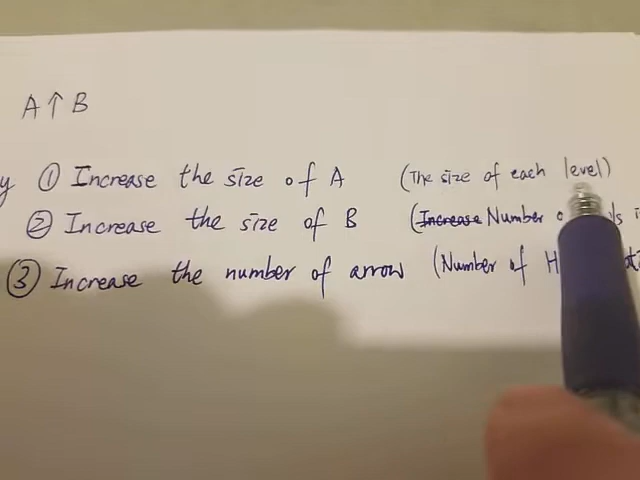 A↑B
y ① Increase the size of A (The size of each level)
② Increase the size of B (Number
③ Increase the number of arrow (Number of H